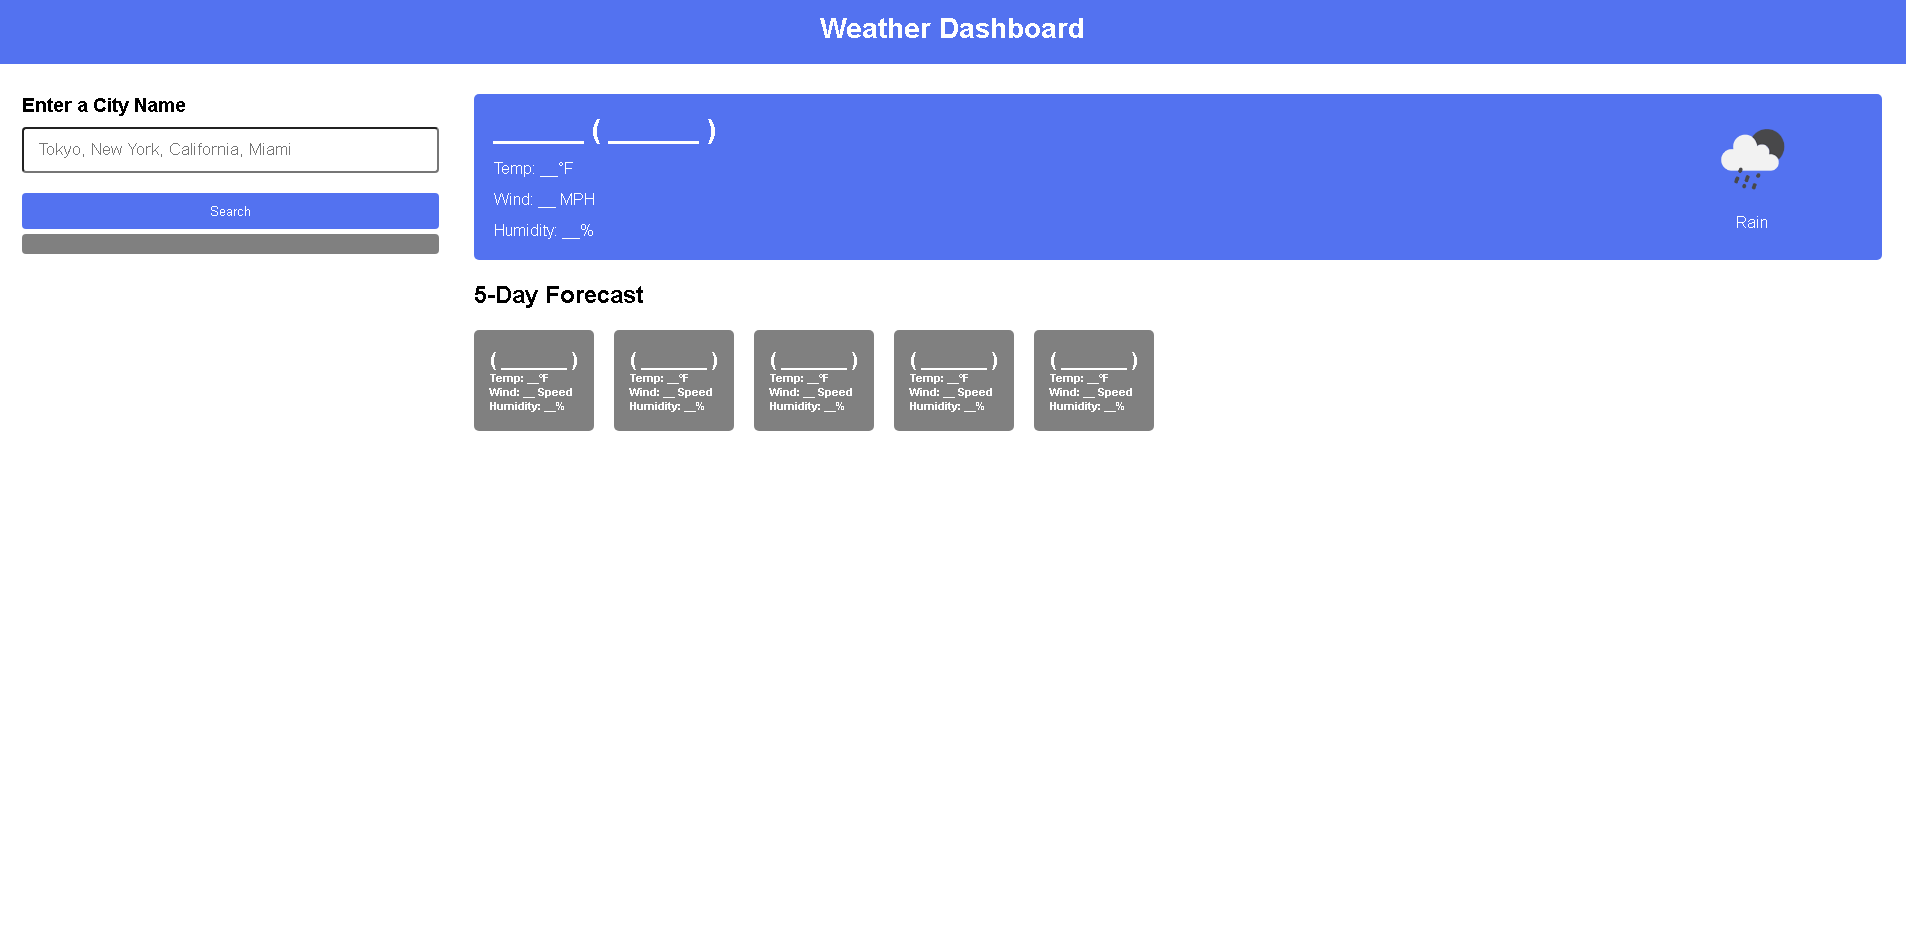 Weather Dashboard
Enter a City Name
Tokyo, New York, California, Miami
Search
______ ( ______ )
Temp: __°F
Wind: __ MPH
Humidity: __%
Rain
5-Day Forecast
( ______ )
Temp: __°F
Wind: __ Speed
Humidity: __%
( ______ )
Temp: __°F
Wind: __ Speed
Humidity: __%
( ______ )
Temp: __°F
Wind: __ Speed
Humidity: __%
( ______ )
Temp: __°F
Wind: __ Speed
Humidity: __%
( ______ )
Temp: __°F
Wind: __ Speed
Humidity: __%